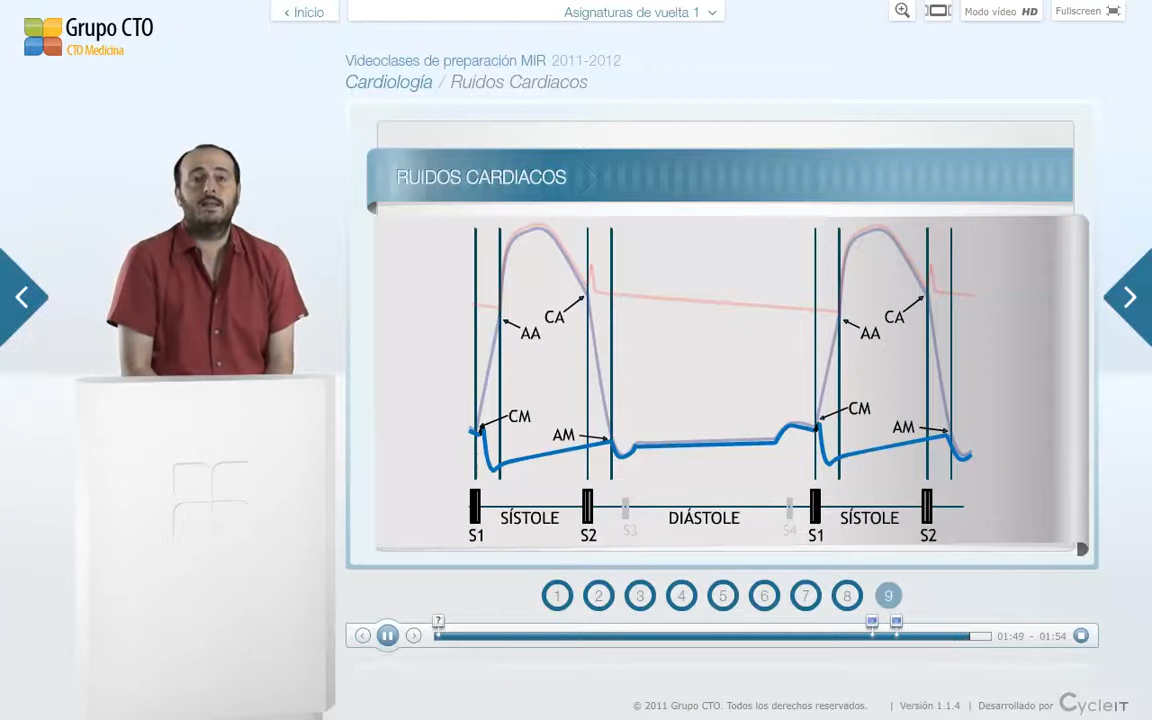 ‹ Inicio
Asignaturas de vuelta 1
Modo vídeo HD
Fullscreen
Grupo CTO
CTO Medicina
Videoclases de preparación MIR 2011-2012
Cardiología / Ruidos Cardiacos
RUIDOS CARDIACOS
AA
CA
AA
CA
CM
AM
CM
AM
SÍSTOLE
DIÁSTOLE
SÍSTOLE
S1
S2
S3
S4
S1
S2
1 2 3 4 5 6 7 8 9
?
01:49 - 01:54
© 2011 Grupo CTO. Todos los derechos reservados. | Versión 1.1.4 | Desarrollado por CycleIT